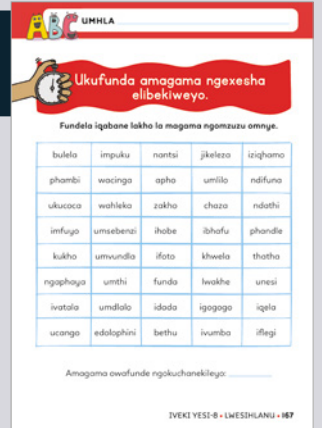 ABC UMHLA
Ukufunda amagama ngexesha
elibekiweyo.
Fundela iqabane lakho la magama ngomzuzu omnye.
bulela impuku nantsi jikeleza iziqhamo
phambi wacinga apha umlilo ndifuna
ukucoca wahleka zakho chaza ndathi
imfuyo umsebenzi ihobe ibhafu phandle
kukho umvundla ifoto khwela thatha
ngaphaya umthi funda lwakhe unesi
ivatala umdlalo idada igogogo iqela
ucango edolophini bethu ivumba iflegi
Amagama owafunde ngokuchanekileyo:
IVEKI YESI-8 • LWESIHLANU • 167